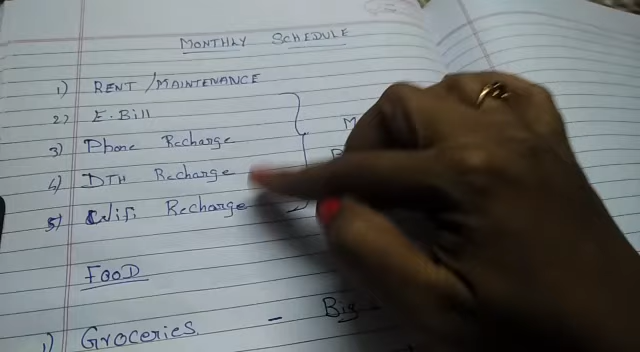 MONTHLY SCHEDULE
1) RENT / MAINTENANCE
2) E. Bill
3) Phone Recharge
4) DTH Recharge
5) Wifi Recharge
FOOD
1) Groceries - Big